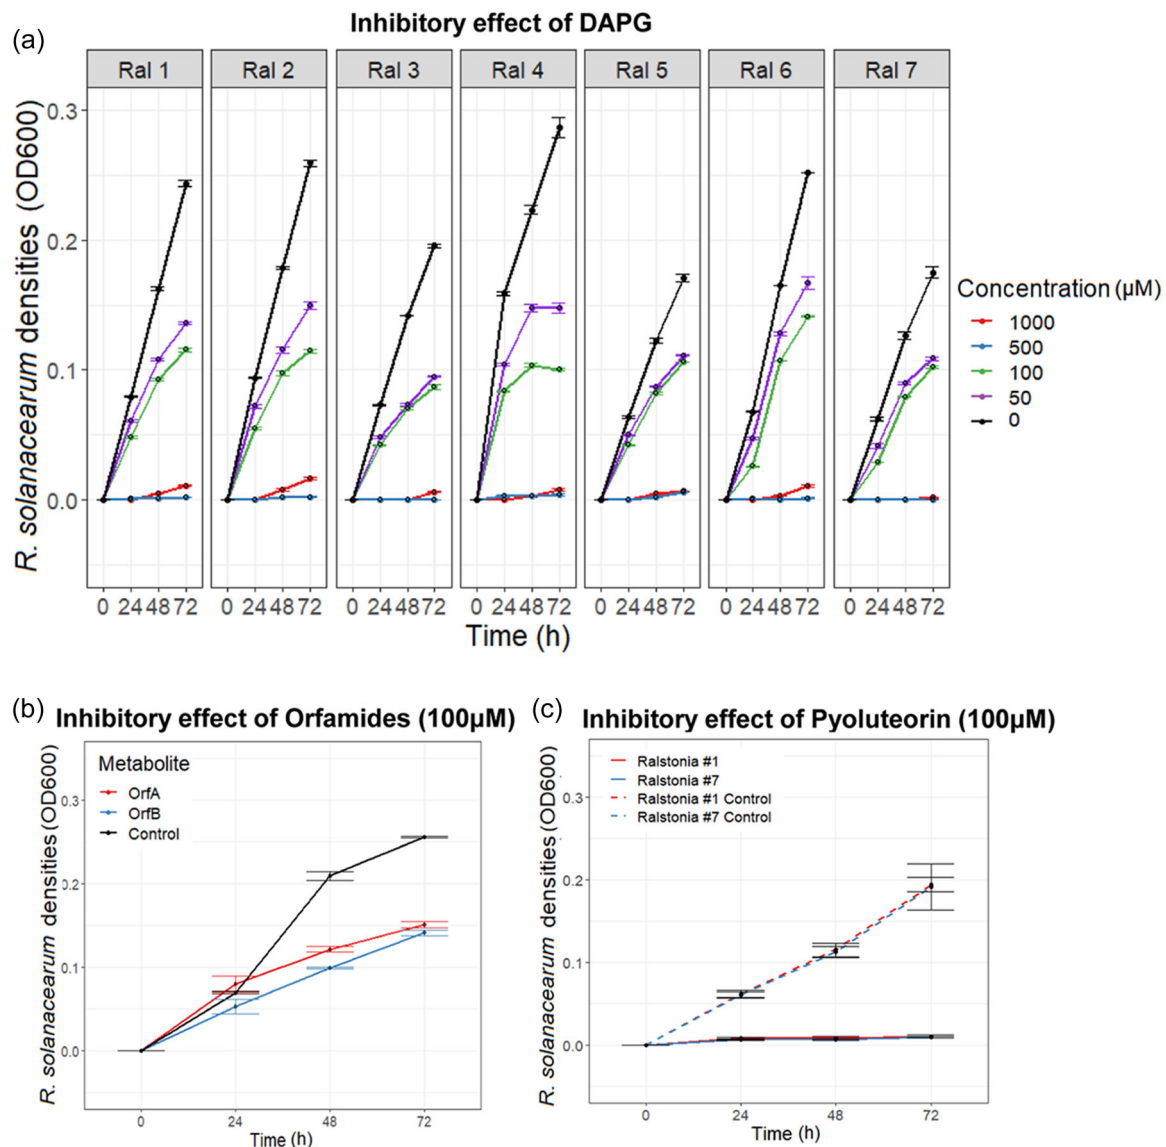 (a)
Inhibitory effect of DAPG
Ral 1 Ral 2 Ral 3 Ral 4 Ral 5 Ral 6 Ral 7
R. solanacearum densities (OD600)
0.3
0.2
0.1
0.0
0 24 48 72 0 24 48 72 0 24 48 72 0 24 48 72 0 24 48 72 0 24 48 72 0 24 48 72
Time (h)
Concentration (µM)
1000
500
100
50
0
(b)
Inhibitory effect of Orfamides (100µM)
R. solanacearum densities (OD600)
Metabolite
OrfA
OrfB
Control
0.3
0.2
0.1
0.0
0 24 48 72
Time (h)
(c)
Inhibitory effect of Pyoluteorin (100µM)
R. solanacearum densities (OD600)
Ralstonia #1
Ralstonia #7
Ralstonia #1 Control
Ralstonia #7 Control
0.3
0.2
0.1
0.0
0 24 48 72
Time (h)